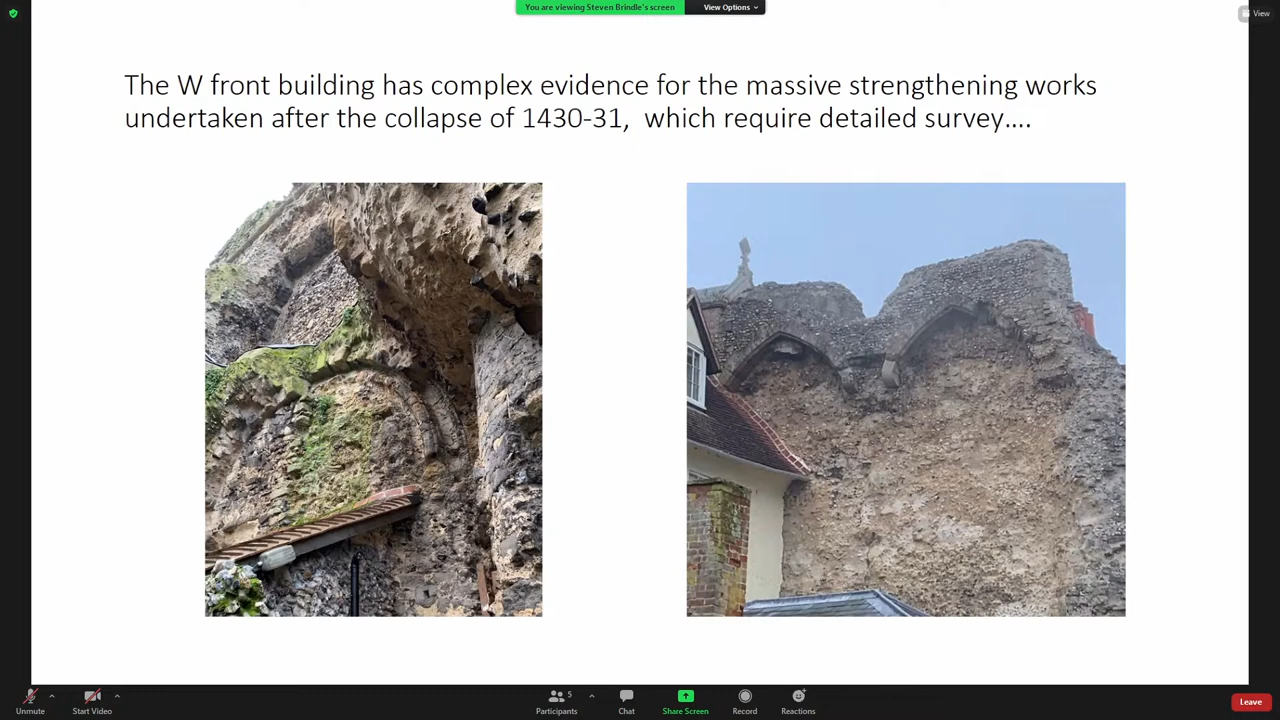 You are viewing Steven Brindle's screen
View Options
View
The W front building has complex evidence for the massive strengthening works
undertaken after the collapse of 1430-31, which require detailed survey....
Unmute
Start Video
5
Participants
Chat
Share Screen
Record
Reactions
Leave